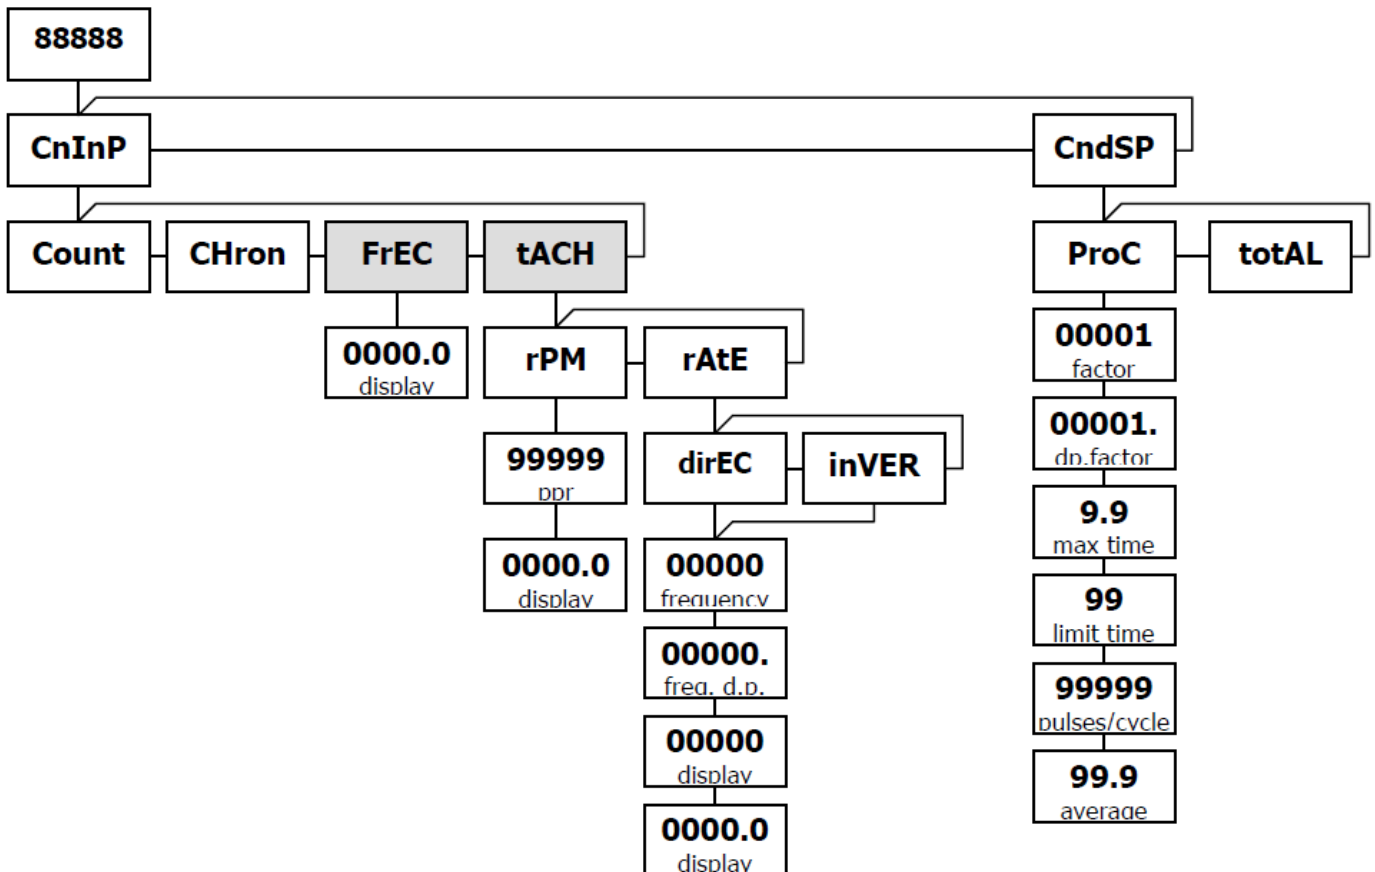 88888
CnInP
CndSP
Count
CHron
FrEC
tACH
ProC
totAL
0000.0
display
rPM
rAtE
00001
factor
99999
ppr
dirEC
inVER
00001.
dp.factor
0000.0
display
00000
frequency
9.9
max time
00000.
freq. d.p.
99
limit time
00000
display
99999
pulses/cycle
0000.0
display
99.9
average